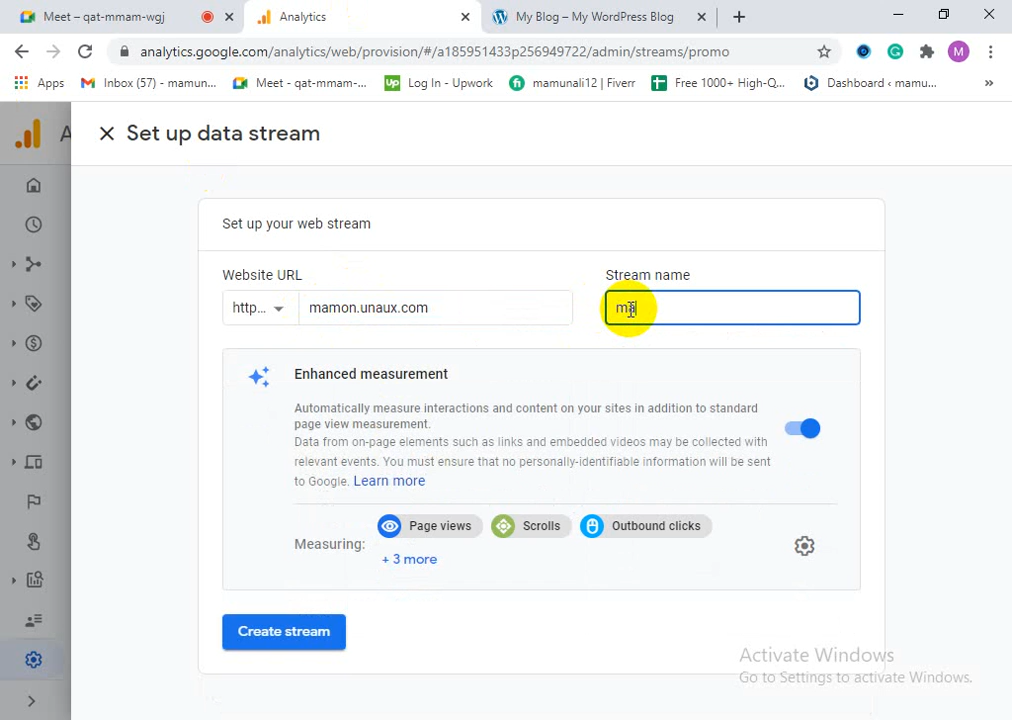 Meet – qat-mmam-wgj
Analytics
My Blog – My WordPress Blog
analytics.google.com/analytics/web/provision/#/a185951433p256949722/admin/streams/promo
M
Apps
Inbox (57) - mamun...
Meet - qat-mmam-...
Up
Log In - Upwork
fi
mamunali12 | Fiverr
Free 1000+ High-Q...
Dashboard ‹ mamu...
»
A
Set up data stream
Set up your web stream
Website URL
Stream name
http...
mamon.unaux.com
ma
Enhanced measurement
Automatically measure interactions and content on your sites in addition to standard
page view measurement.
Data from on-page elements such as links and embedded videos may be collected with
relevant events. You must ensure that no personally-identifiable information will be sent
to Google. Learn more
Measuring:
Page views
Scrolls
Outbound clicks
+ 3 more
Create stream
Activate Windows
Go to Settings to activate Windows.